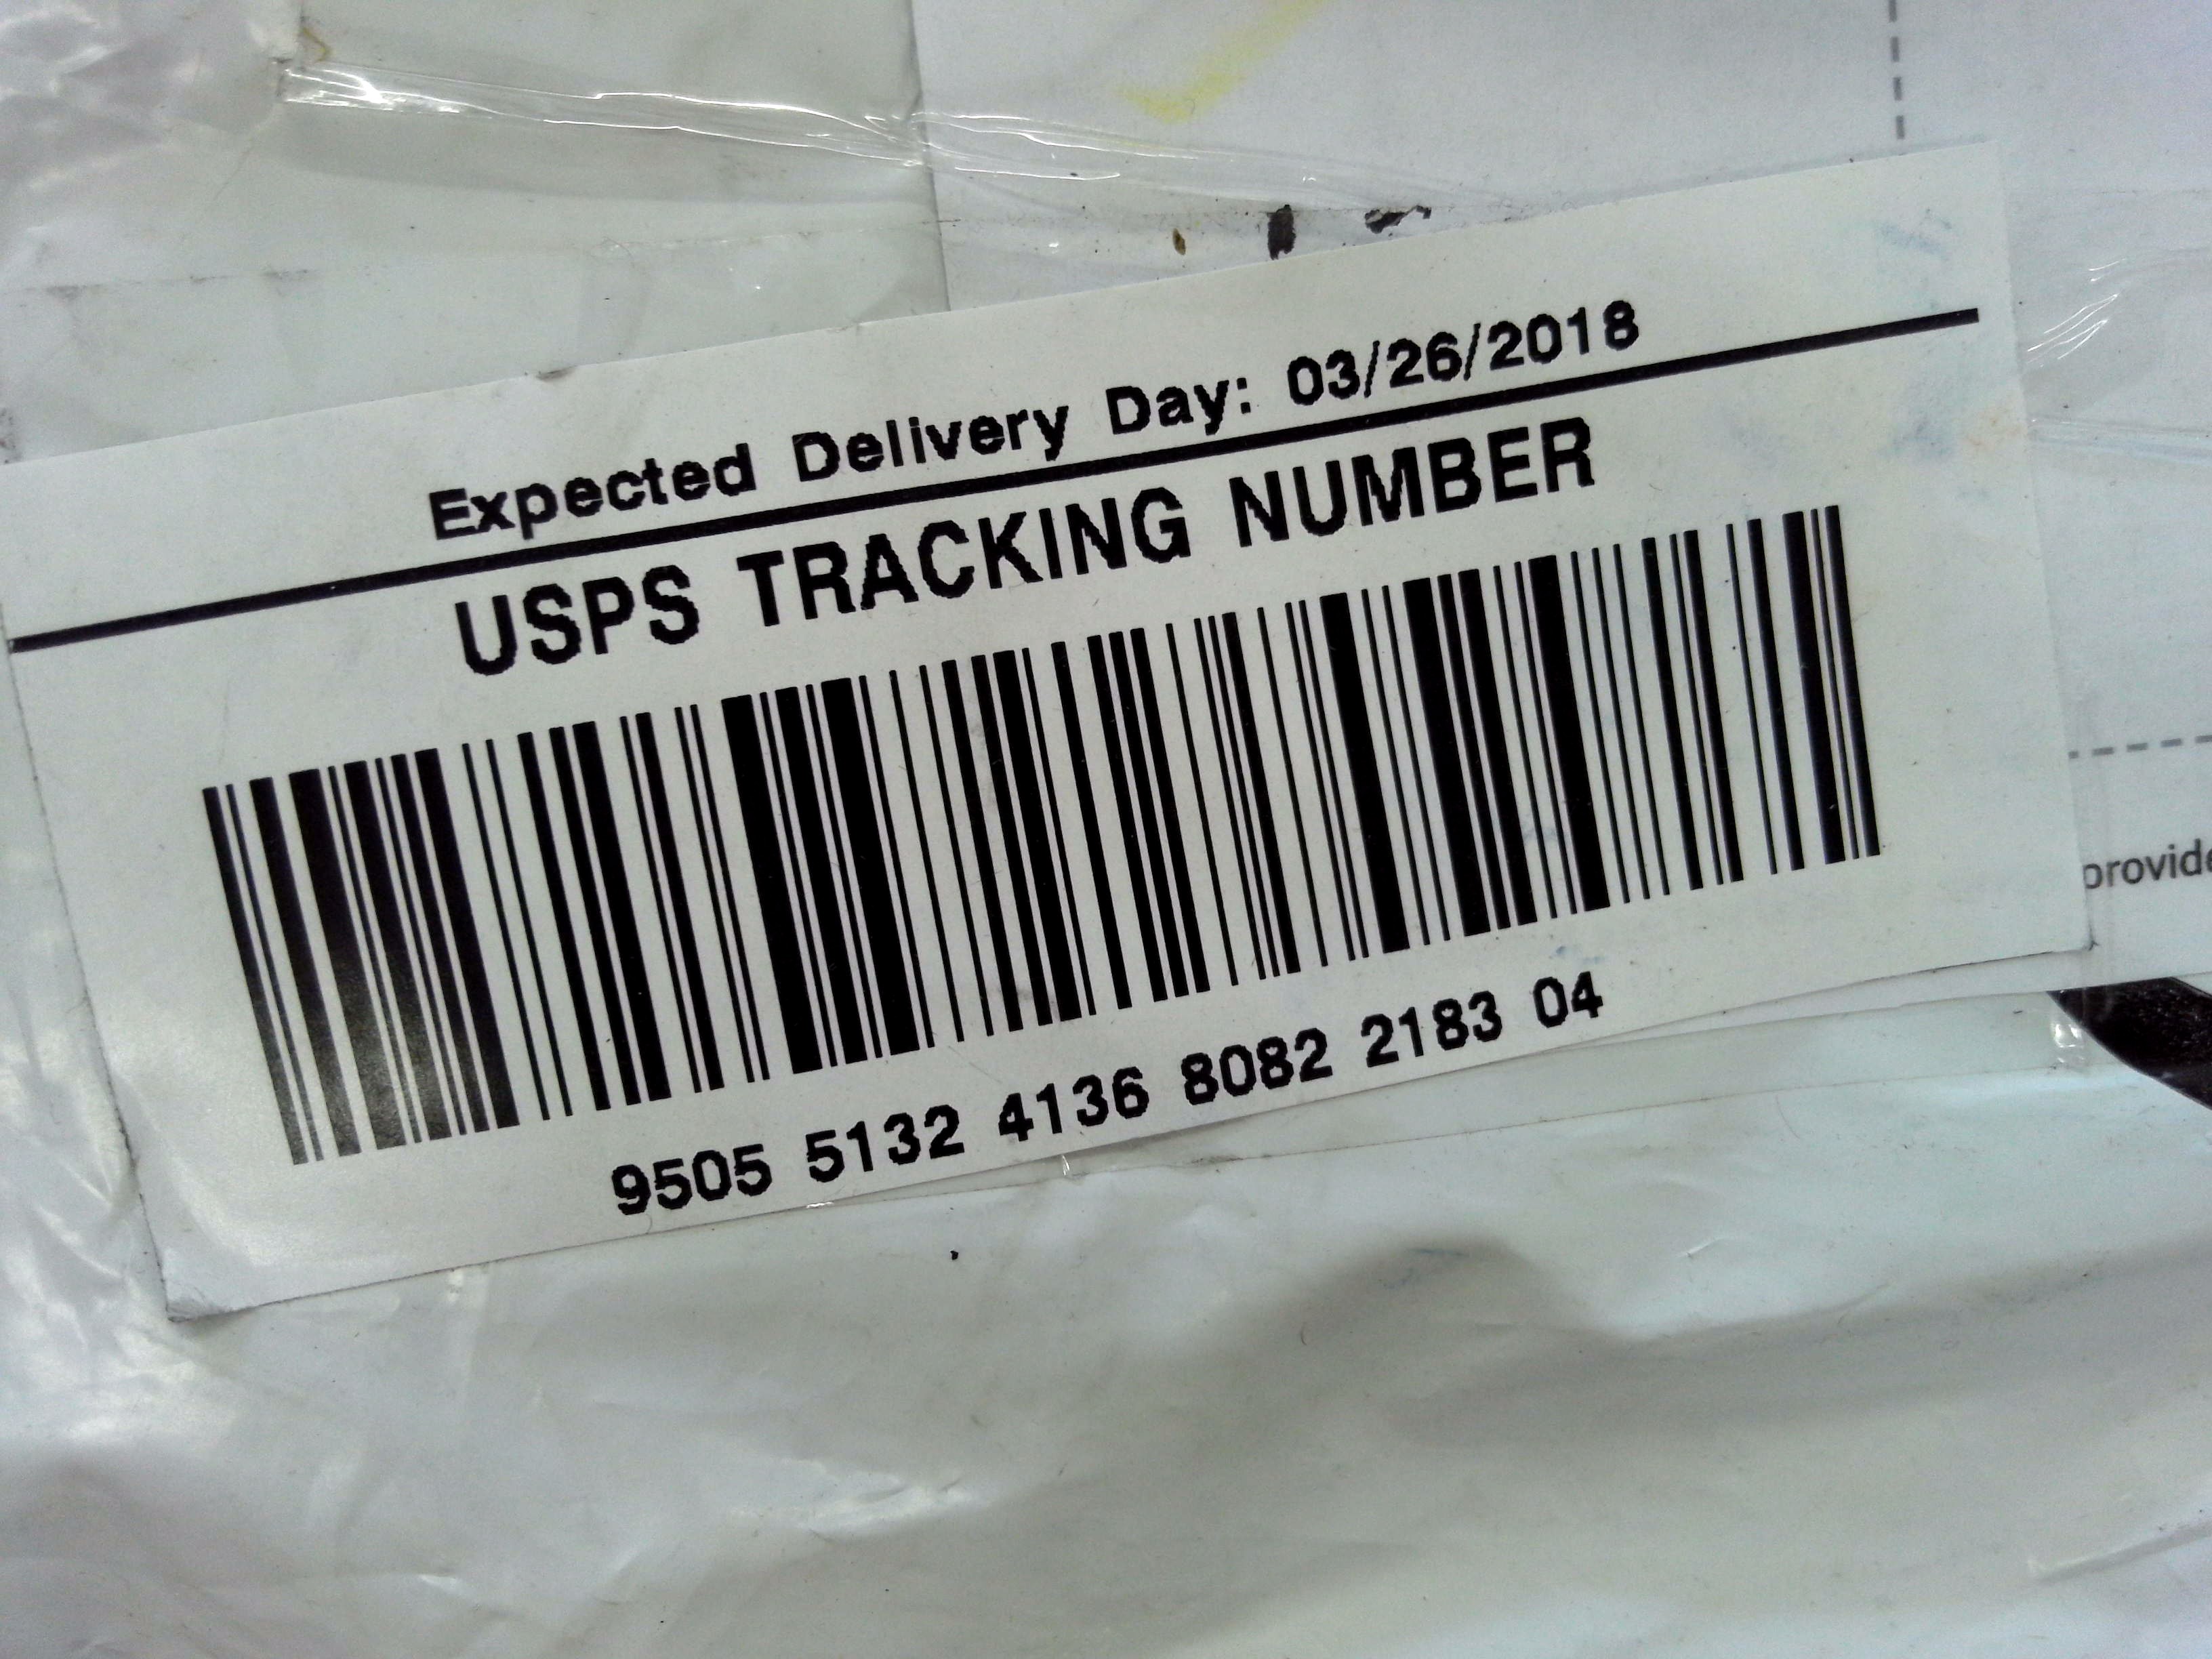 Expected Delivery Day: 03/26/2018
USPS TRACKING NUMBER
9505 5132 4136 8082 2183 04
provide